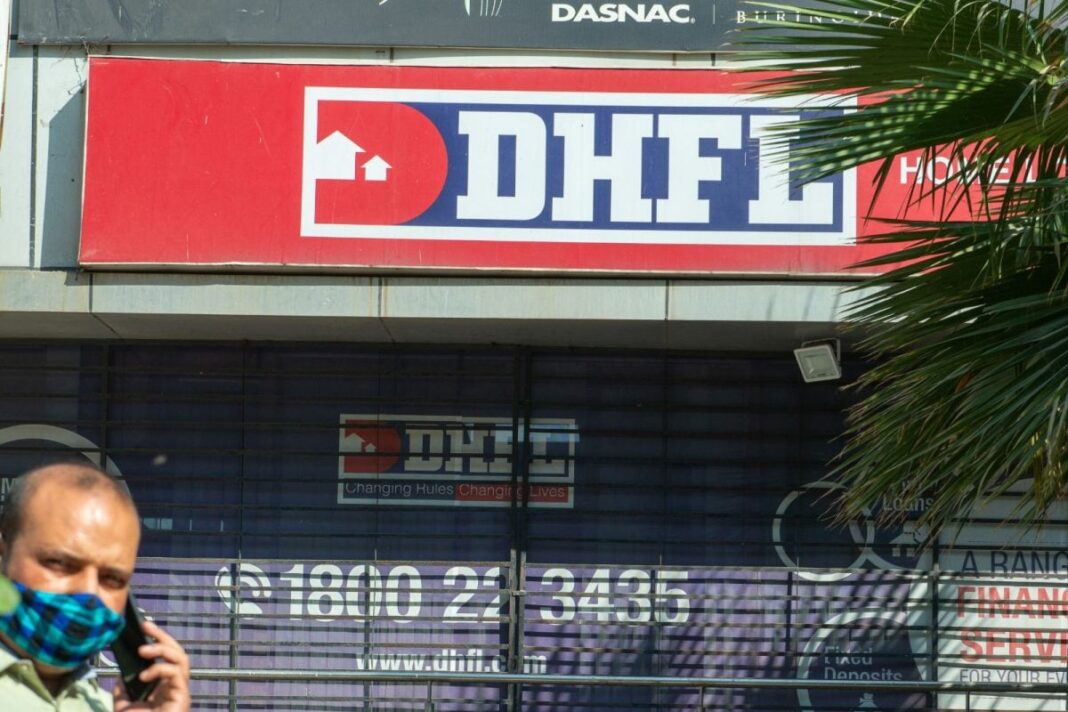 DASNAC
DHFL
HOME
DHFL
Changing Rules Changing Lives
Loans
1800 22 3435
A RANG
FINANC
SERV
FOR YOUR EV
www.dhfl.com
Fixed
Deposits